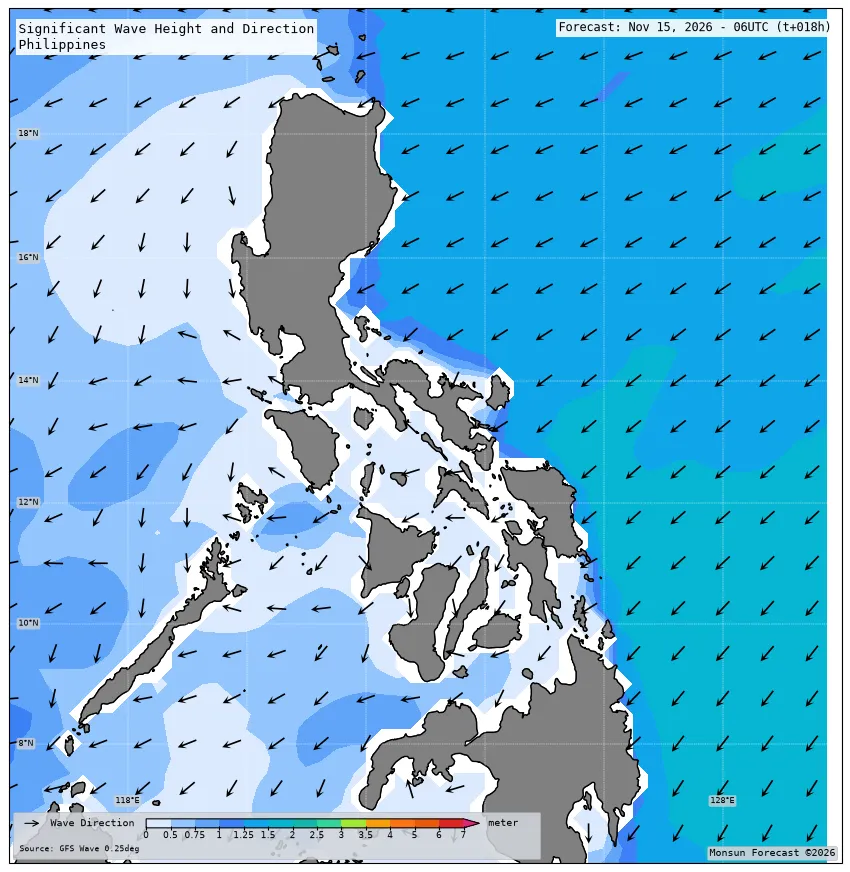 Significant Wave Height and Direction
Philippines
Forecast: Nov 15, 2026 - 06UTC (t+018h)
18°N
16°N
14°N
12°N
10°N
8°N
118°E
128°E
Wave Direction
0 0.5 0.75 1 1.25 1.5 2 2.5 3 3.5 4 5 6 7
meter
Source: GFS Wave 0.25deg
Monsun Forecast ©2026